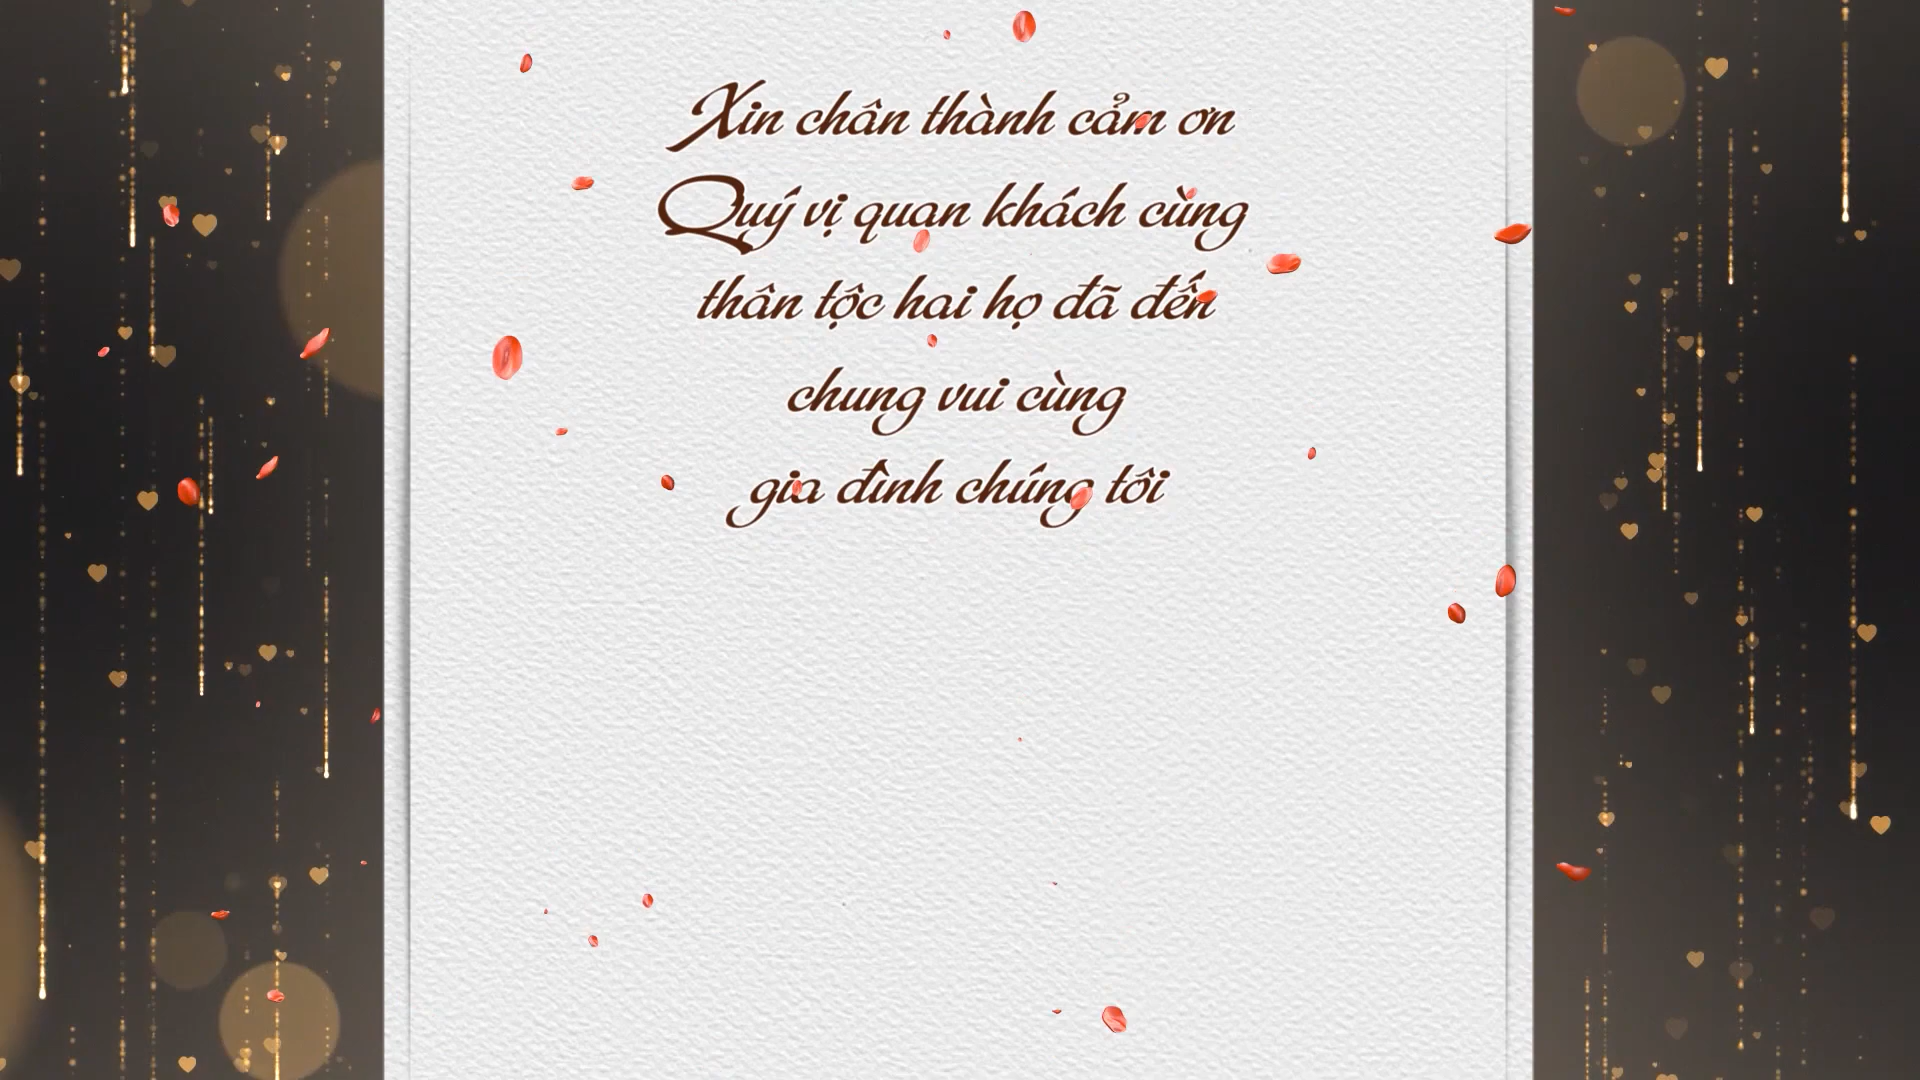 Xin chân thành cảm ơn
Quý vị quan khách cùng
thân tộc hai họ đã đến
chung vui cùng
gia đình chúng tôi